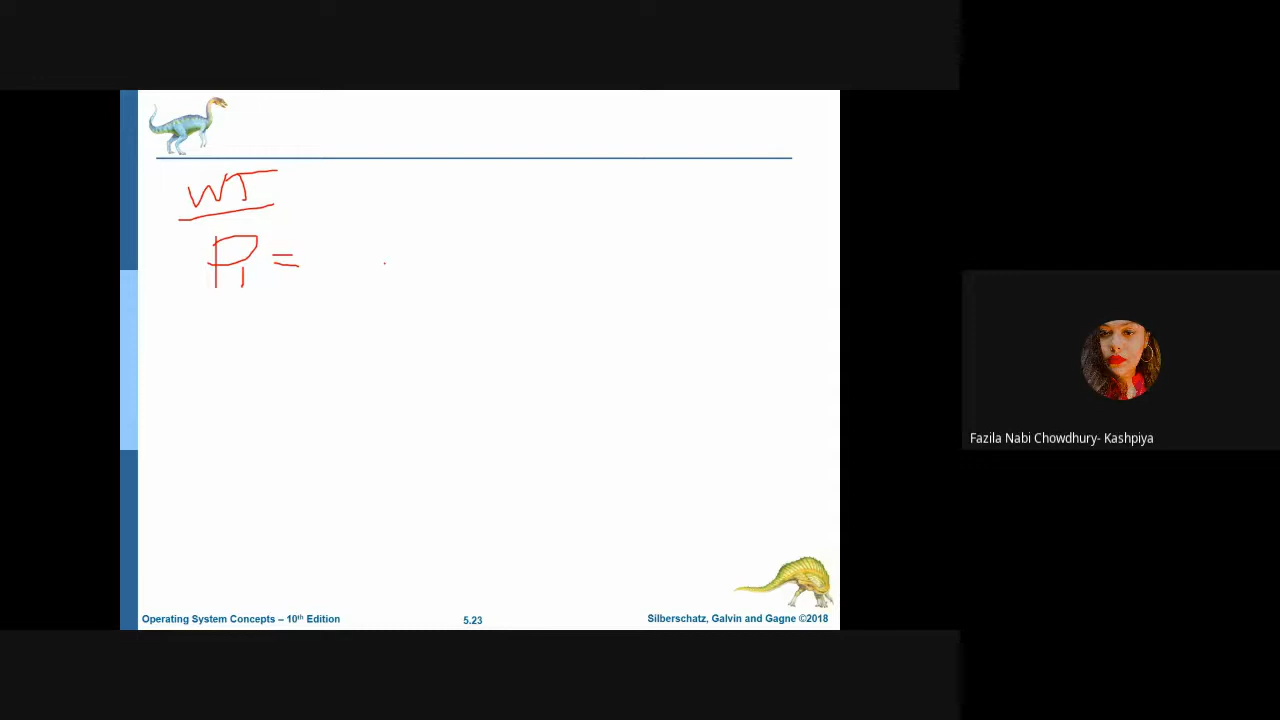 WT
P1 =
Fazila Nabi Chowdhury- Kashpiya
Operating System Concepts – 10th Edition
5.23
Silberschatz, Galvin and Gagne ©2018